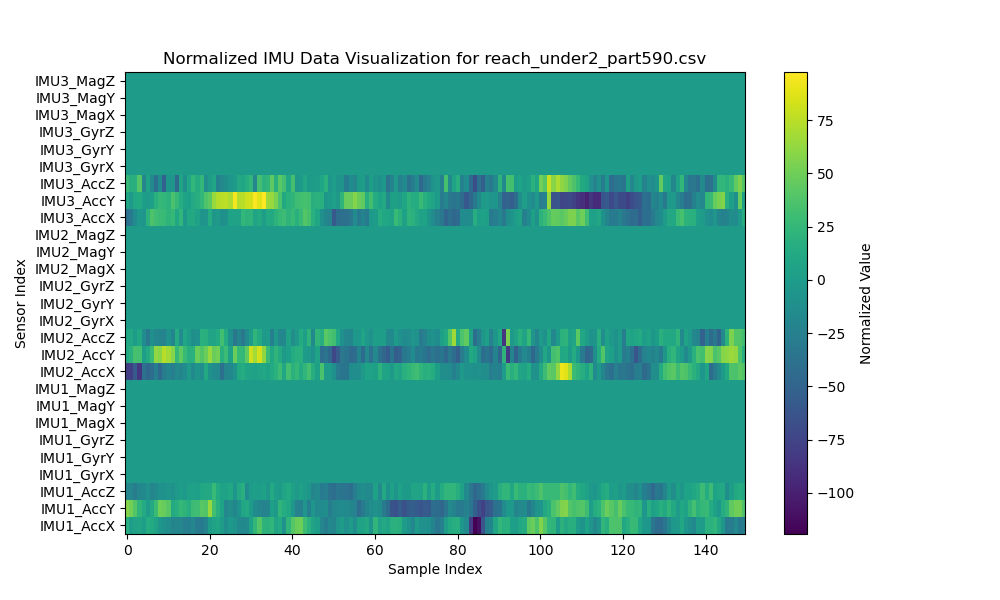 Normalized IMU Data Visualization for reach_under2_part590.csv
IMU3_MagZ
IMU3_MagY
IMU3_MagX
IMU3_GyrZ
IMU3_GyrY
IMU3_GyrX
IMU3_AccZ
IMU3_AccY
IMU3_AccX
IMU2_MagZ
IMU2_MagY
IMU2_MagX
IMU2_GyrZ
IMU2_GyrY
IMU2_GyrX
IMU2_AccZ
IMU2_AccY
IMU2_AccX
IMU1_MagZ
IMU1_MagY
IMU1_MagX
IMU1_GyrZ
IMU1_GyrY
IMU1_GyrX
IMU1_AccZ
IMU1_AccY
IMU1_AccX
Sensor Index
0 20 40 60 80 100 120 140
Sample Index
75
50
25
0
−25
−50
−75
−100
Normalized Value